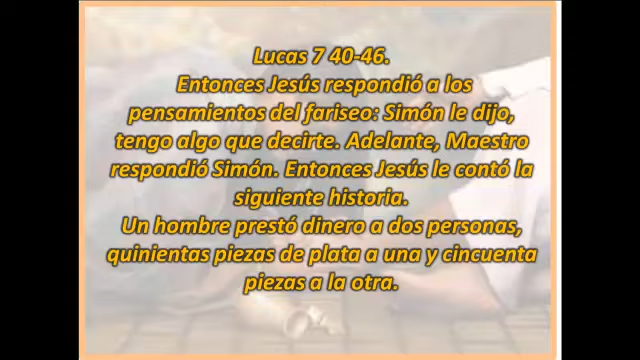 Lucas 7 40-46.
Entonces Jesús respondió a los
pensamientos del fariseo: Simón le dijo,
tengo algo que decirte. Adelante, Maestro
respondió Simón. Entonces Jesús le contó la
siguiente historia.
Un hombre prestó dinero a dos personas,
quinientas piezas de plata a una y cincuenta
piezas a la otra.